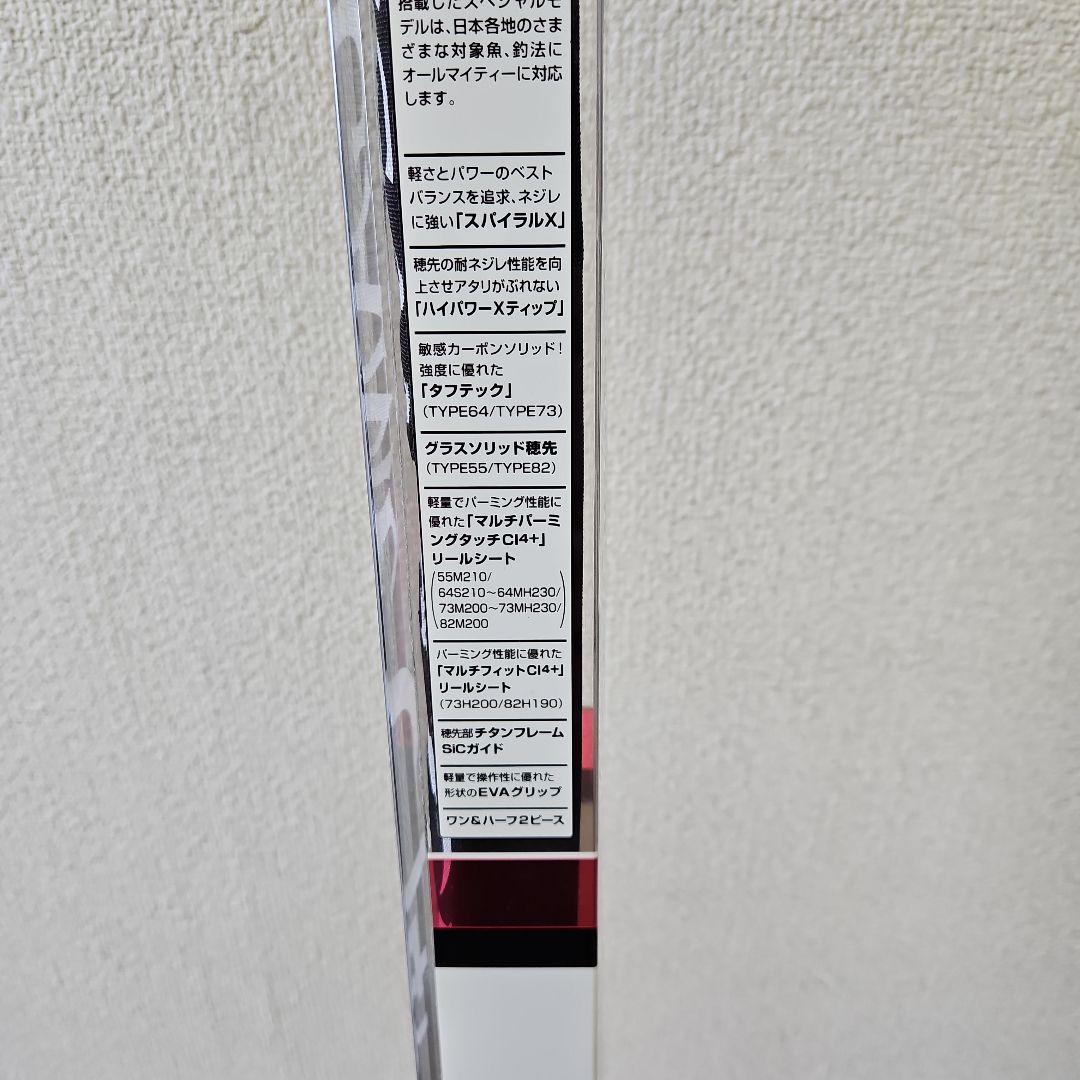 搭載したスペシャルモ
デルは、日本各地のさま
ざまな対象魚、釣法に
オールマイティーに対応
します。
軽さとパワーのベスト
バランスを追求、ネジレ
に強い「スパイラルX」
穂先の耐ネジレ性能を向
上させアタリがぶれない
「ハイパワーXティップ」
敏感カーボンソリッド!
強度に優れた
「タフテック」
(TYPE64/TYPE73)
グラスソリッド穂先
(TYPE55/TYPE82)
軽量でパーミング性能に
優れた「マルチパーミ
ングタッチCI4+」
リールシート
(55M210/
64S210〜64MH230/
73M200〜73MH230/
82M200)
パーミング性能に優れた
「マルチフィットCI4+」
リールシート
(73H200/82H190)
穂先部チタンフレーム
SiCガイド
軽量で操作性に優れた
形状のEVAグリップ
ワン&ハーフ2ピース